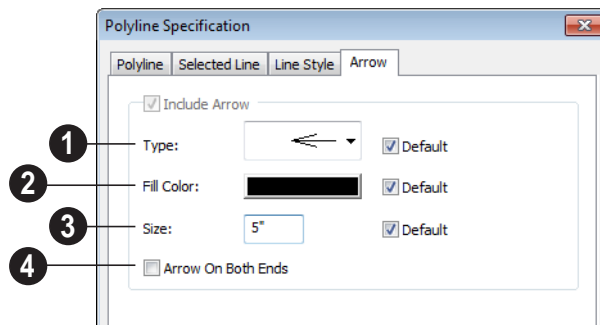 Polyline Specification
Polyline Selected Line Line Style Arrow
Include Arrow
1 Type: Default
2 Fill Color: Default
3 Size: 5" Default
4 Arrow On Both Ends